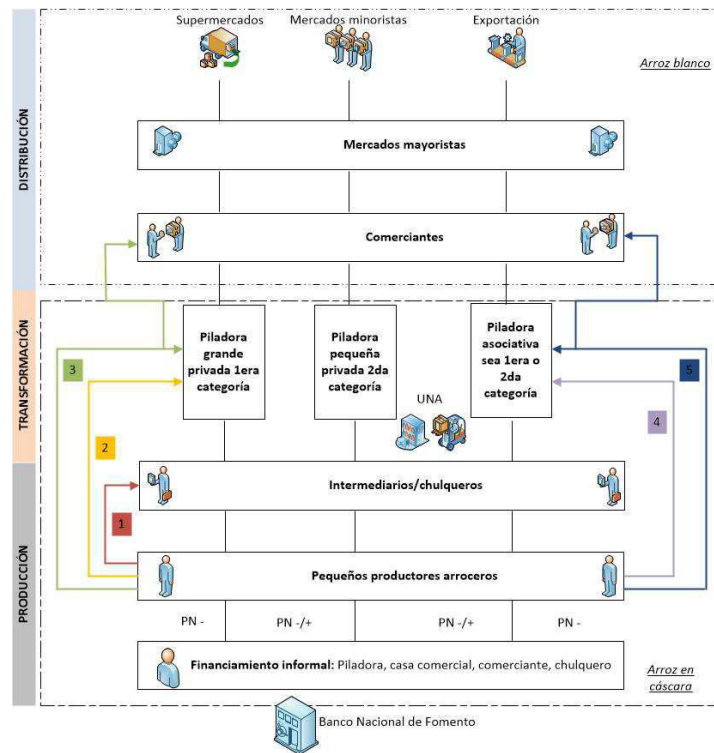 Supermercados
Mercados minoristas
Exportación
Arroz blanco
DISTRIBUCIÓN
Mercados mayoristas
Comerciantes
TRANSFORMACIÓN
Piladora
grande
privada 1era
categoría
Piladora
pequeña
privada 2da
categoría
Piladora
asociativa
sea 1era o
2da
categoría
3
5
UNA
4
2
Intermediarios/chulqueros
1
PRODUCCIÓN
Pequeños productores arroceros
PN -
PN -/+
PN -/+
PN -
Financiamiento informal: Piladora, casa comercial, comerciante, chulquero
Arroz en
cáscara
Banco Nacional de Fomento